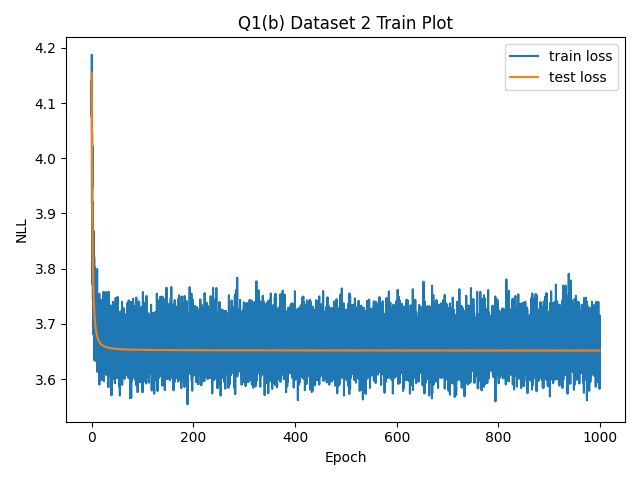 Q1(b) Dataset 2 Train Plot
train loss
test loss
NLL
4.2
4.1
4.0
3.9
3.8
3.7
3.6
0 200 400 600 800 1000
Epoch